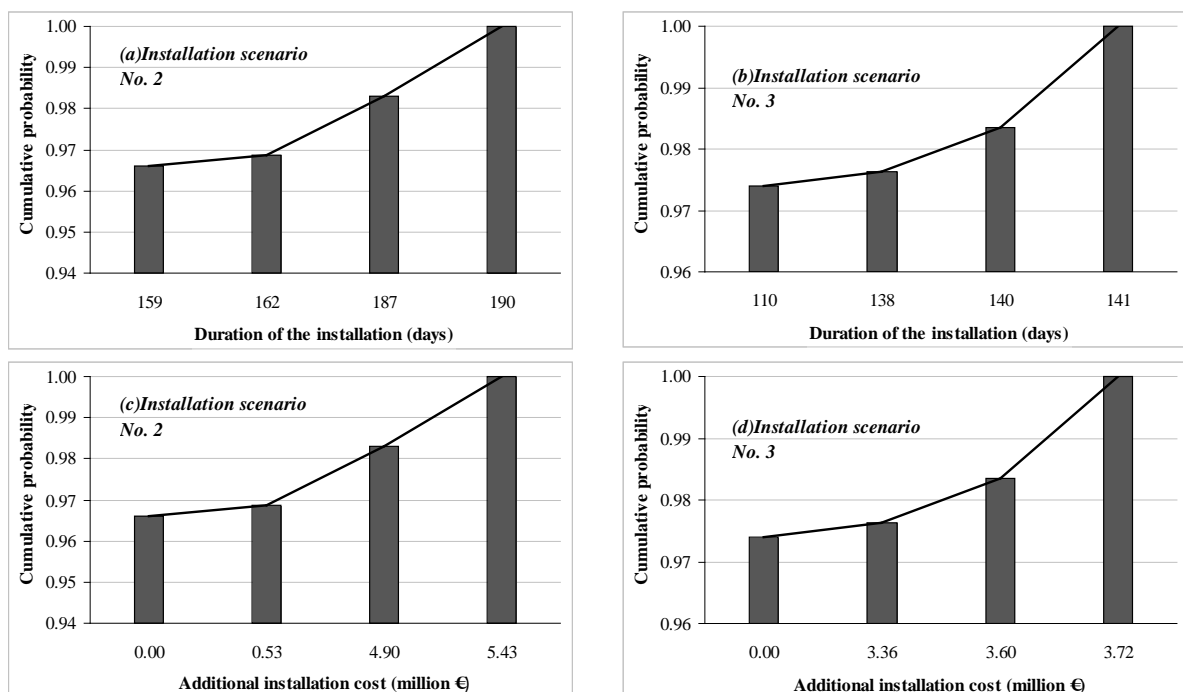 1.00
0.99
0.98
0.97
0.96
0.95
0.94
Cumulative probability
(a)Installation scenario
No. 2
159 162 187 190
Duration of the installation (days)
1.00
0.99
0.98
0.97
0.96
Cumulative probability
(b)Installation scenario
No. 3
110 138 140 141
Duration of the installation (days)
1.00
0.99
0.98
0.97
0.96
0.95
0.94
Cumulative probability
(c)Installation scenario
No. 2
0.00 0.53 4.90 5.43
Additional installation cost (million €)
1.00
0.99
0.98
0.97
0.96
Cumulative probability
(d)Installation scenario
No. 3
0.00 3.36 3.60 3.72
Additional installation cost (million €)